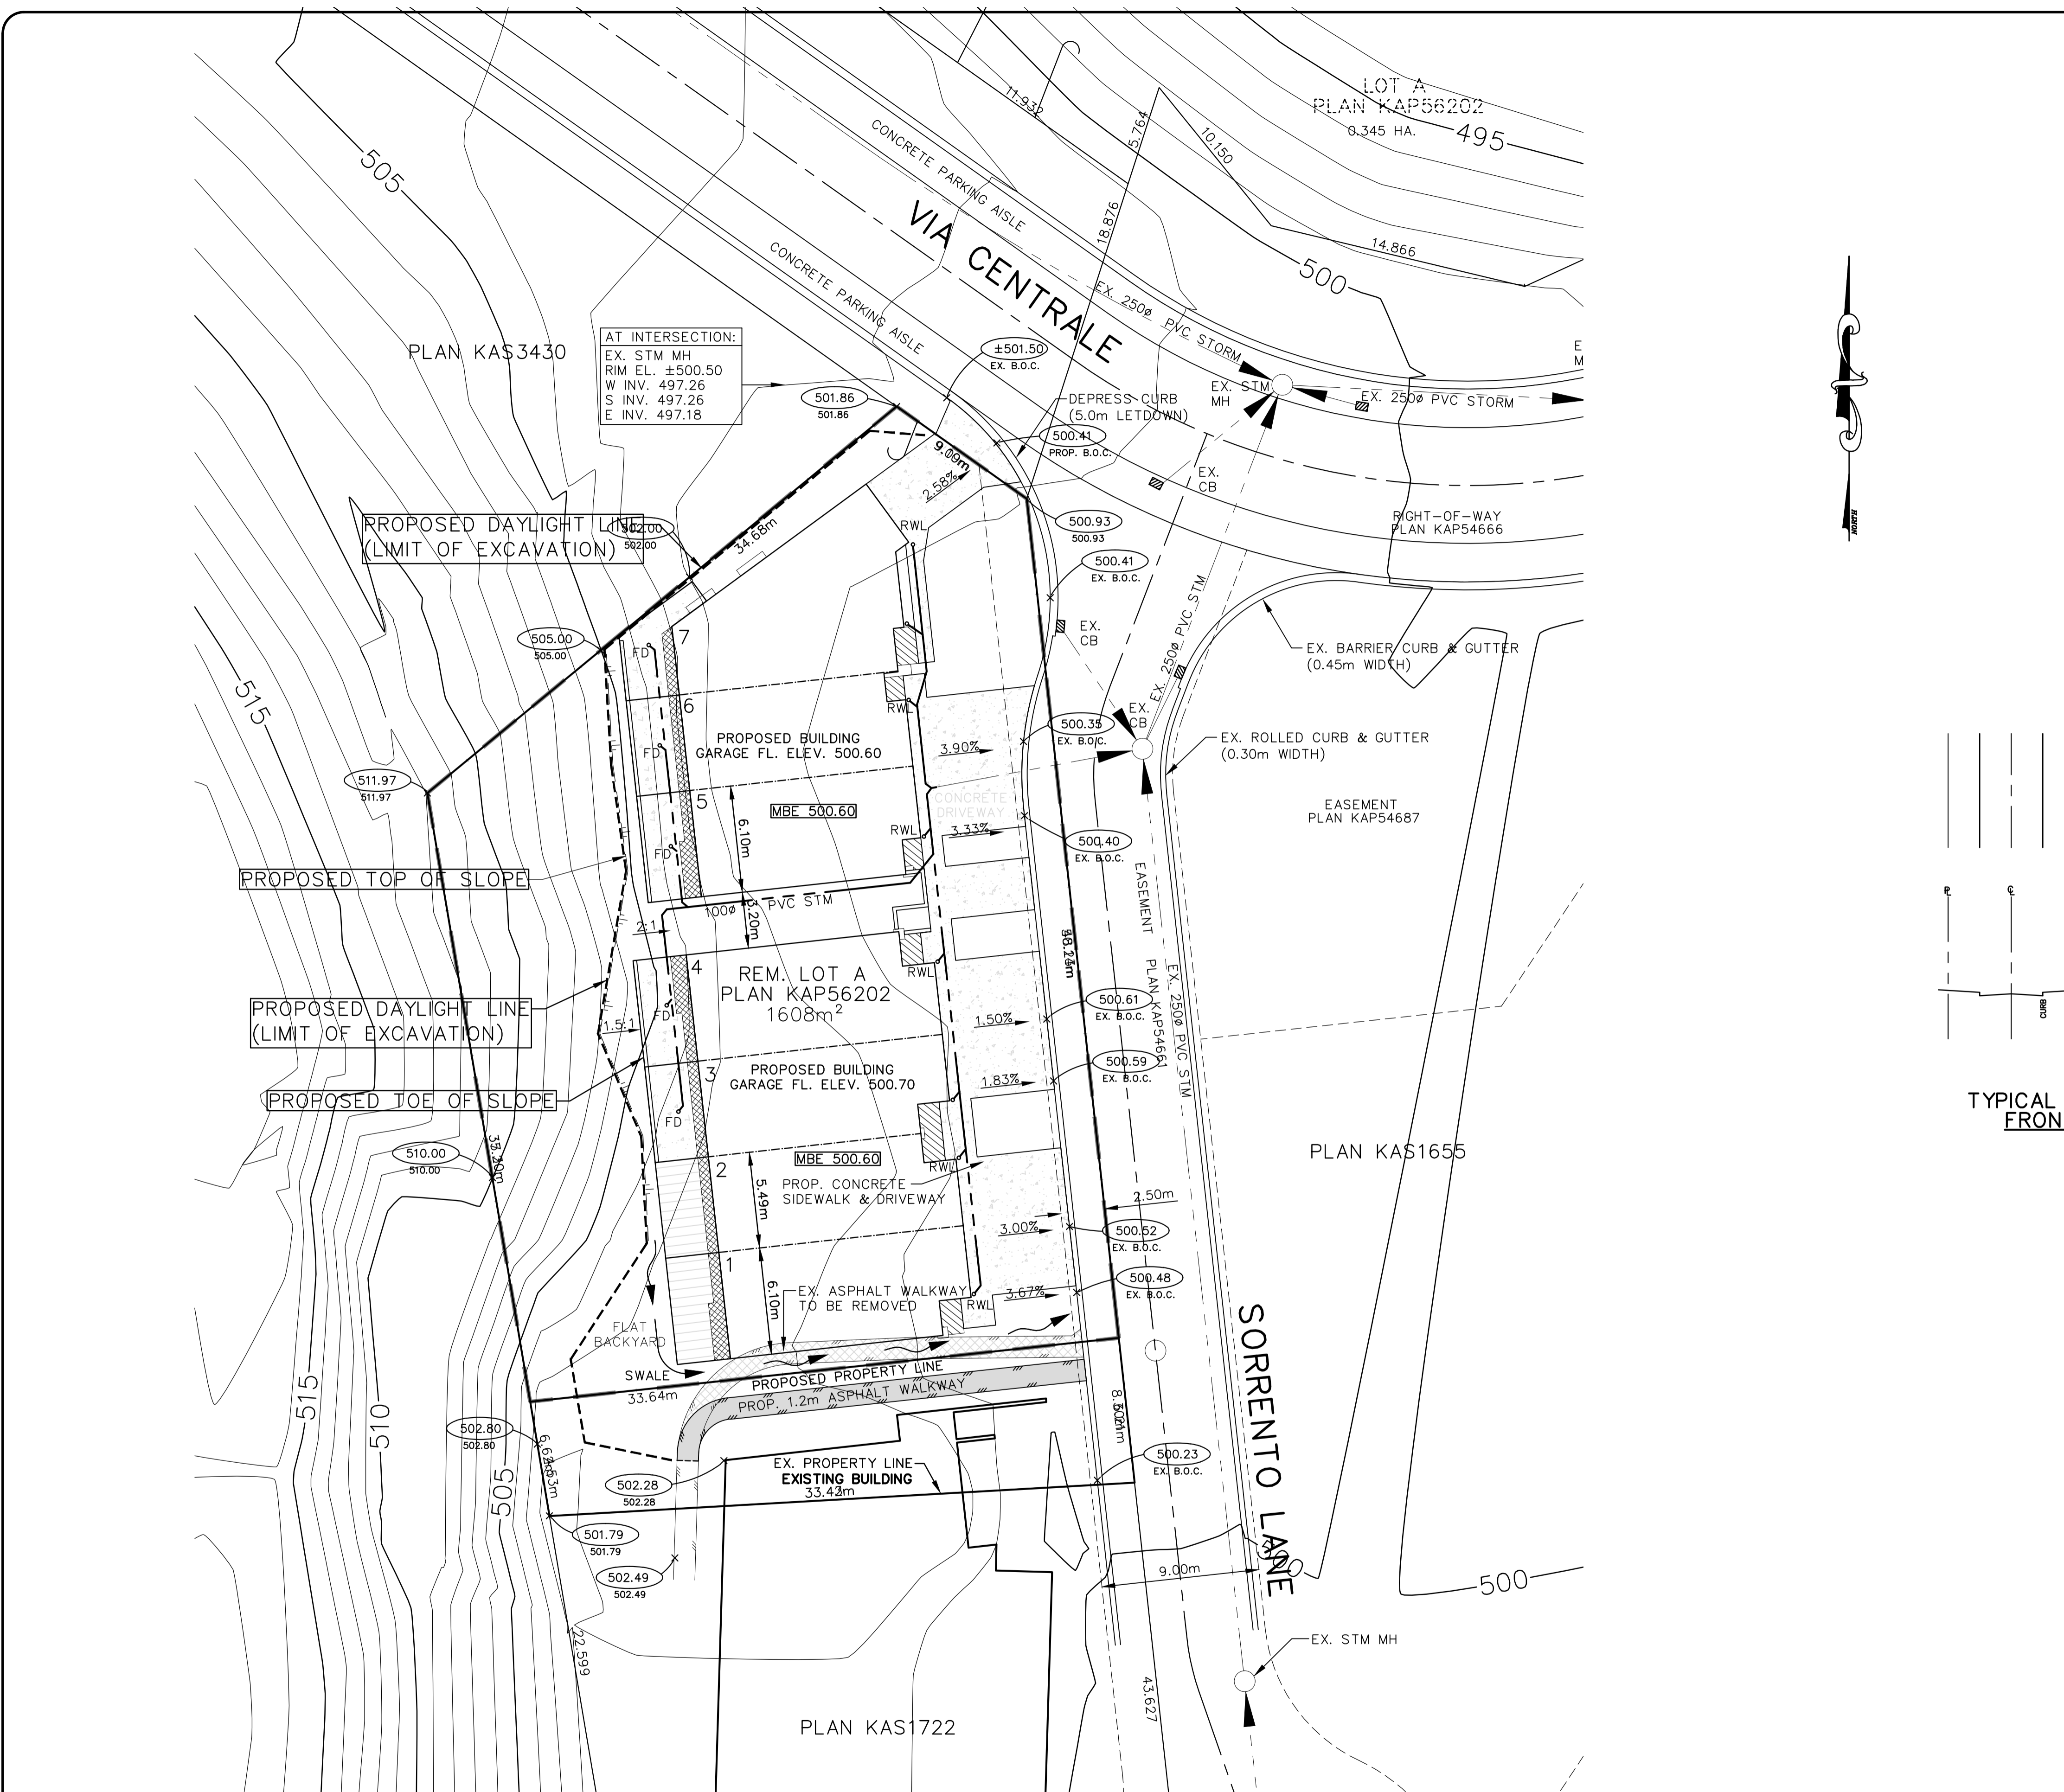 LOT A
PLAN KAP56202
0.345 HA.
495
11.932
5.764
10.150
14.866
18.876
505
500
CONCRETE PARKING AISLE
CONCRETE PARKING AISLE
VIA CENTRALE
EX. 250ø PVC STORM
PLAN KAS3430
AT INTERSECTION:
EX. STM MH
RIM EL. ±500.50
W INV. 497.26
S INV. 497.26
E INV. 497.18
501.86
501.86
±501.50
EX. B.O.C.
DEPRESS CURB
(5.0m LETDOWN)
EX. STM
MH
EX. 250ø PVC STORM
E
M
500.41
PROP. B.O.C.
9.09m
2.58%
EX.
CB
NORTH
PROPOSED DAYLIGHT LINE
(LIMIT OF EXCAVATION)
502.00
502.00
34.68m
RWL
500.93
500.93
RIGHT-OF-WAY
PLAN KAP54666
500.41
EX. B.O.C.
505.00
505.00
FD
7
EX.
CB
EX. 250ø PVC STM
EX. BARRIER CURB & GUTTER
(0.45m WIDTH)
515
6
RWL
EX.
CB
500.35
EX. B.O.C.
FD
PROPOSED BUILDING
GARAGE FL. ELEV. 500.60
3.90%
EX. ROLLED CURB & GUTTER
(0.30m WIDTH)
511.97
511.97
5
MBE 500.60
6.10m
CONCRETE
DRIVEWAY
EASEMENT
PLAN KAP54687
RWL
3.33%
500.40
EX. B.O.C.
FD
PROPOSED TOP OF SLOPE
100ø PVC STM
3.20m
2:1
EASEMENT PLAN KAP54661
EX. 250ø PVC STM
4
REM. LOT A
PLAN KAP56202
1608m²
RWL
PROPOSED DAYLIGHT LINE
(LIMIT OF EXCAVATION)
FD
1.5:1
1.50%
500.61
EX. B.O.C.
3
PROPOSED BUILDING
GARAGE FL. ELEV. 500.70
1.83%
500.59
EX. B.O.C.
PROPOSED TOE OF SLOPE
FD
510.00
510.00
2
MBE 500.60
RWL
PLAN KAS1655
5.49m
PROP. CONCRETE
SIDEWALK & DRIVEWAY
2.50m
3.00%
500.52
EX. B.O.C.
1
6.10m
EX. ASPHALT WALKWAY
TO BE REMOVED
RWL
3.67%
500.48
EX. B.O.C.
FLAT
BACKYARD
SWALE
33.64m
PROPOSED PROPERTY LINE
PROP. 1.2m ASPHALT WALKWAY
SORRENTO LANE
515
510
505
502.80
502.80
502.28
502.28
EX. PROPERTY LINE
EXISTING BUILDING
500.23
EX. B.O.C.
501.79
501.79
502.49
502.49
9.00m
500
500
22.599
EX. STM MH
43.627
PLAN KAS1722
CURB
TYPICAL
FRON